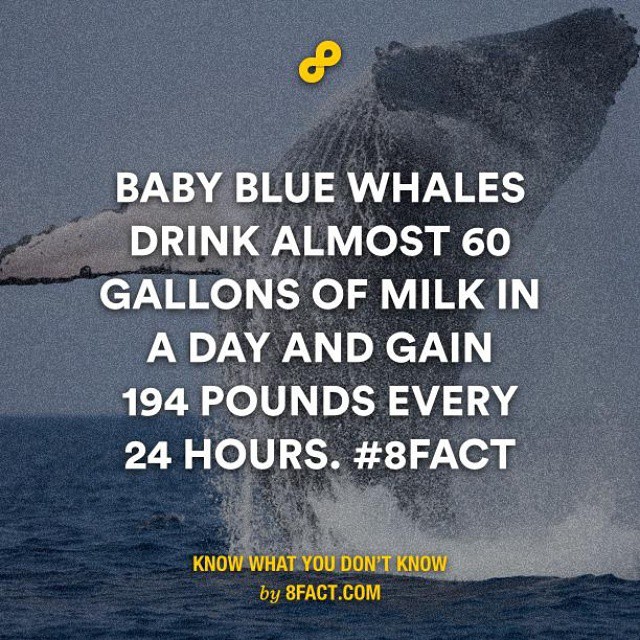 BABY BLUE WHALES
DRINK ALMOST 60
GALLONS OF MILK IN
A DAY AND GAIN
194 POUNDS EVERY
24 HOURS. #8FACT
KNOW WHAT YOU DON'T KNOW
by 8FACT.COM